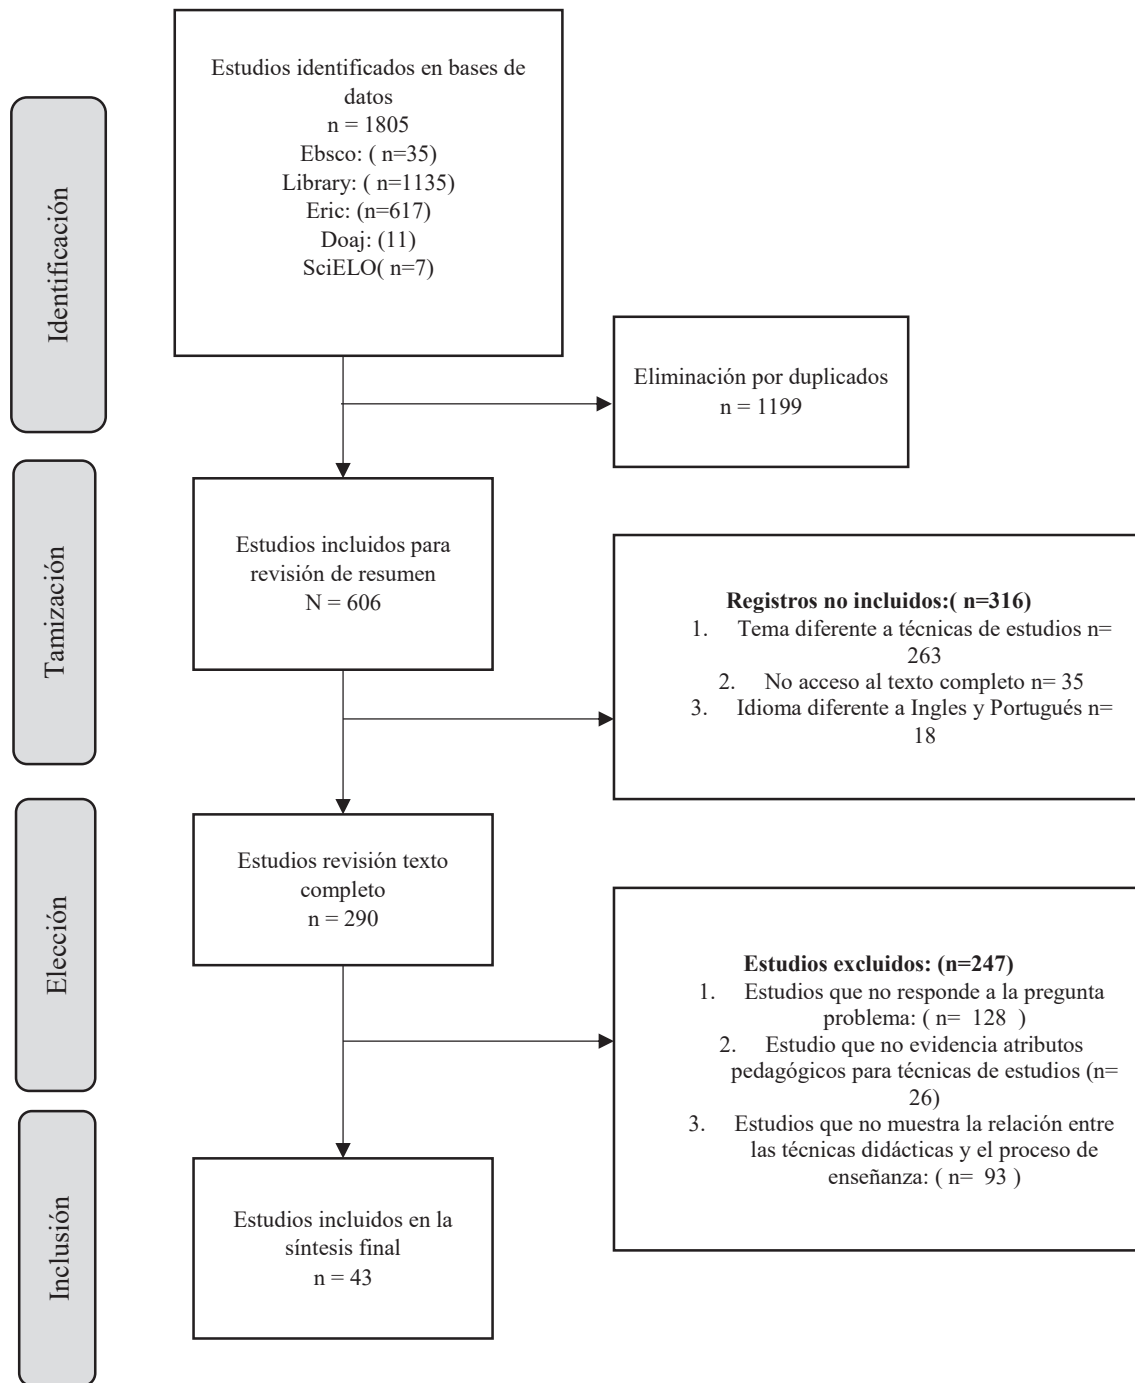 Identificación
Estudios identificados en bases de
datos
n = 1805
Ebsco: ( n=35)
Library: ( n=1135)
Eric: (n=617)
Doaj: (11)
SciELO( n=7)
Eliminación por duplicados
n = 1199
Tamización
Estudios incluidos para
revisión de resumen
N = 606
Registros no incluidos:( n=316)
1. Tema diferente a técnicas de estudios n=
263
2. No acceso al texto completo n= 35
3. Idioma diferente a Ingles y Portugués n=
18
Elección
Estudios revisión texto
completo
n = 290
Estudios excluidos: (n=247)
1. Estudios que no responde a la pregunta
problema: ( n= 128 )
2. Estudio que no evidencia atributos
pedagógicos para técnicas de estudios (n=
26)
3. Estudios que no muestra la relación entre
las técnicas didácticas y el proceso de
enseñanza: ( n= 93 )
Inclusión
Estudios incluidos en la
síntesis final
n = 43